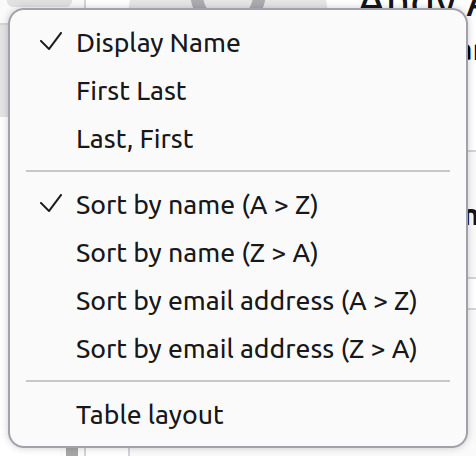 Display Name
First Last
Last, First
Sort by name (A > Z)
Sort by name (Z > A)
Sort by email address (A > Z)
Sort by email address (Z > A)
Table layout